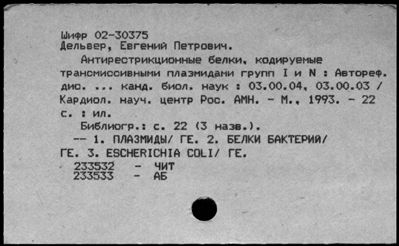 Шифр 02-30375
Дельвер, Евгений Петрович.
Антирестрикционные белки, кодируемые
трансмиссивными плазмидани групп I и N : Автореф.
дис. ... канд. биол. наук : 03.00.04, 03.00.03 /
Кардиол. науч. центр Рос. АМН. - М., 1993. - 22
с. : ил.
Библиогр.: с. 22 (3 назв.).
-- 1. ПЛАЗМИДЫ/ ГЕ. 2. БЕЛКИ БАКТЕРИЙ/
ГЕ. 3. ESCHERICHIA COLI/ ГЕ.
233532 - ЧИТ
233533 - АБ